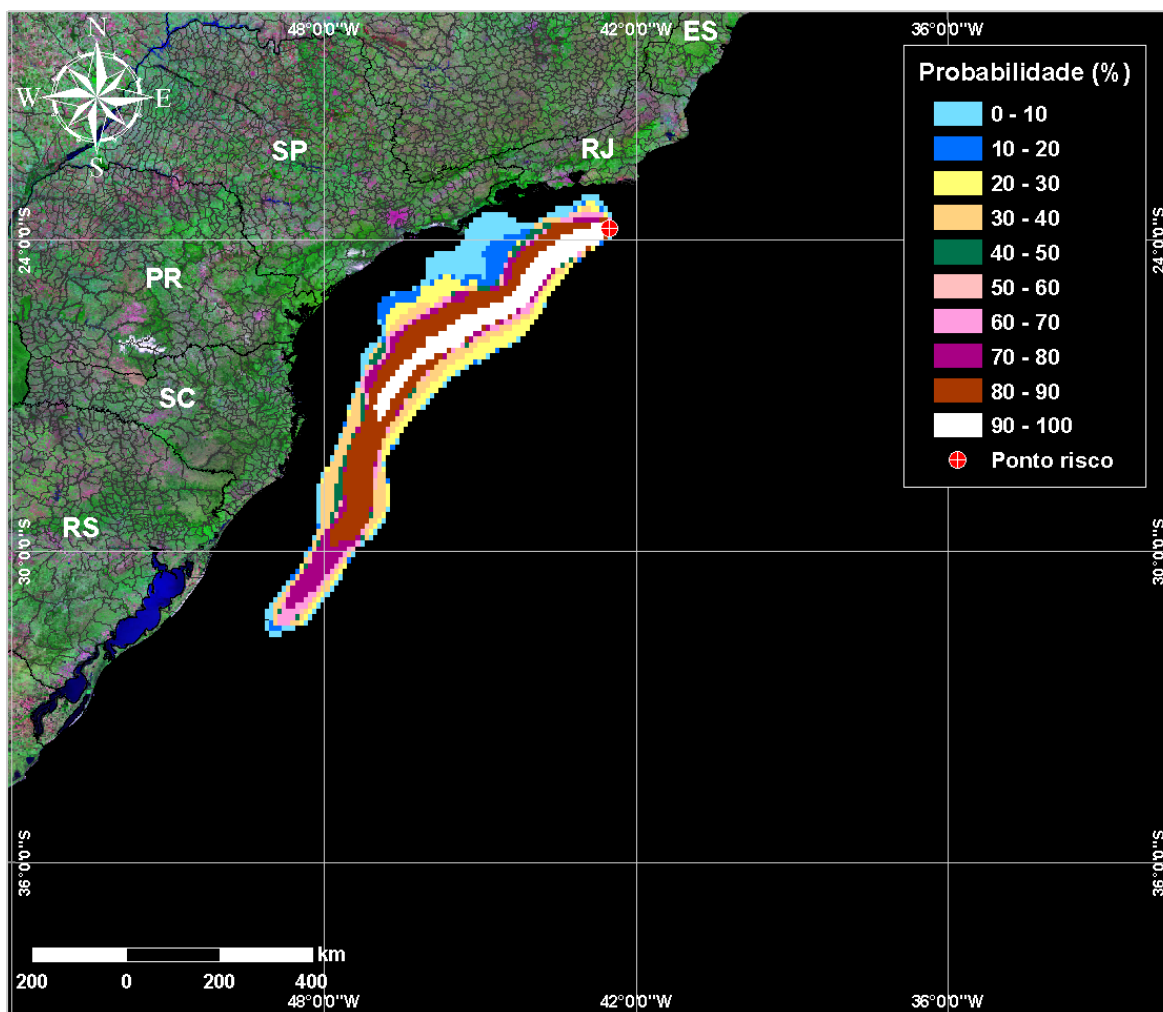 48°0'0"W
42°0'0"W
36°0'0"W
ES
N
W
E
S
SP
RJ
PR
SC
RS
Probabilidade (%)
0 - 10
10 - 20
20 - 30
30 - 40
40 - 50
50 - 60
60 - 70
70 - 80
80 - 90
90 - 100
Ponto risco
24°0'0"S
24°0'0"S
30°0'0"S
30°0'0"S
36°0'0"S
36°0'0"S
km
200
0
200
400
48°0'0"W
42°0'0"W
36°0'0"W